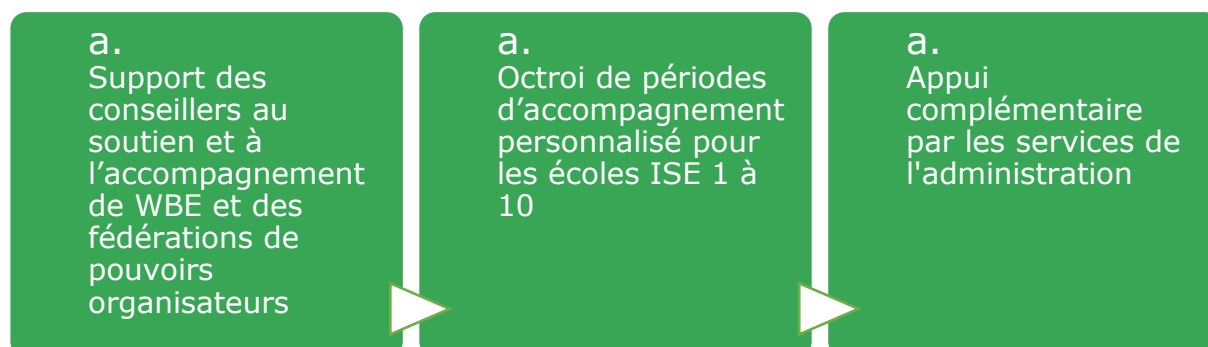 a.
Support des
conseillers au
soutien et à
l’accompagnement
de WBE et des
fédérations de
pouvoirs
organisateurs
a.
Octroi de périodes
d’accompagnement
personnalisé pour
les écoles ISE 1 à
10
a.
Appui
complémentaire
par les services de
l'administration